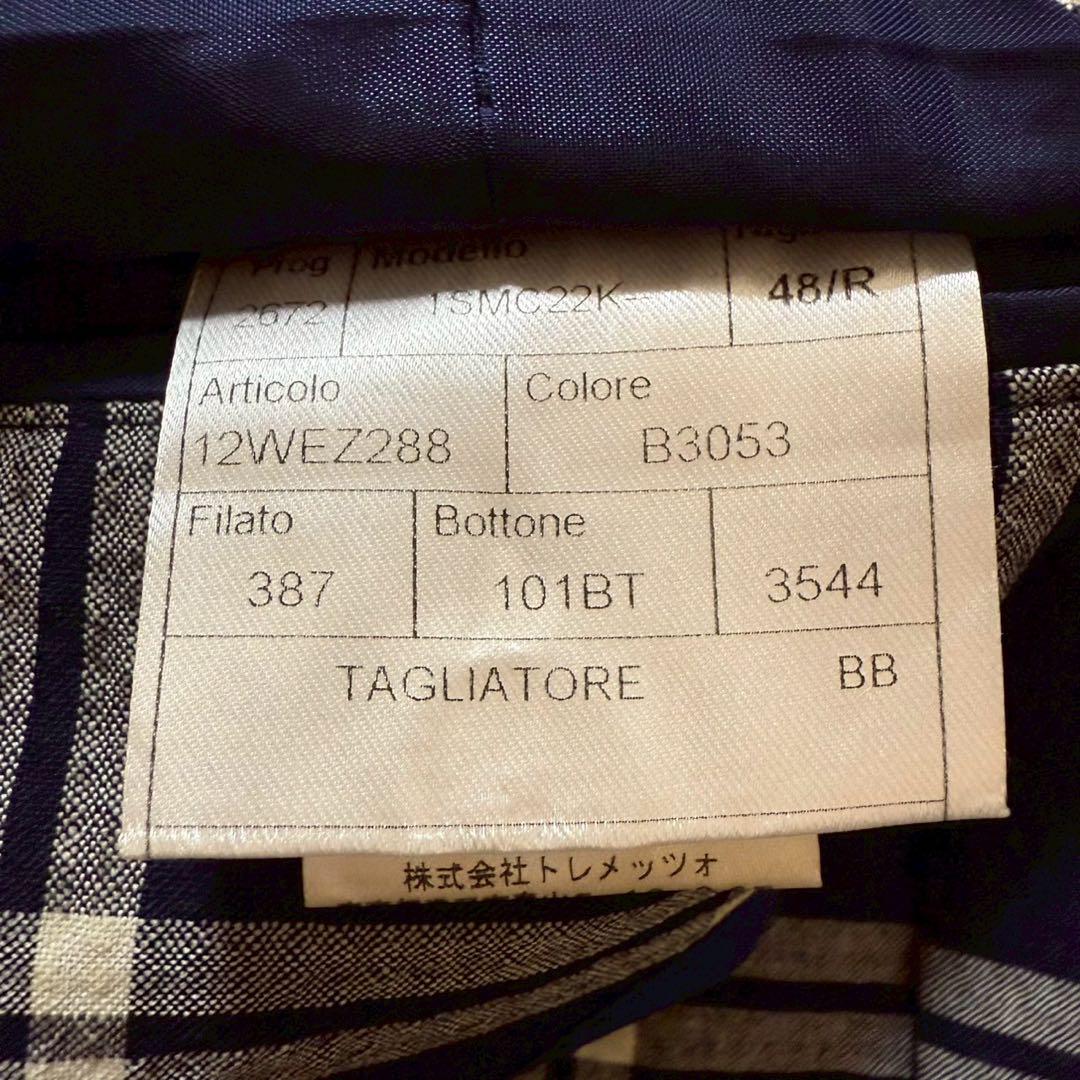 Prog Modello
2672 1SMC22K– 48/R
Articolo Colore
12WEZ288 B3053
Filato Bottone
387 101BT 3544
TAGLIATORE BB
株式会社トレメッツォ